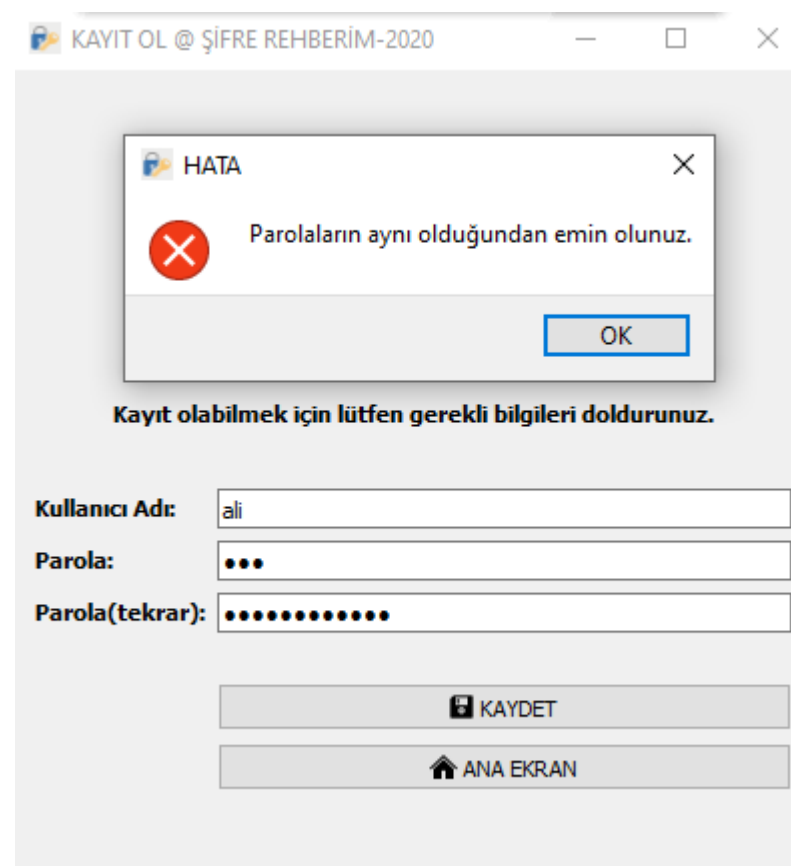 KAYIT OL @ ŞİFRE REHBERİM-2020
HATA
Parolaların aynı olduğundan emin olunuz.
OK
Kayıt olabilmek için lütfen gerekli bilgileri doldurunuz.
Kullanıcı Adı: ali
Parola: •••
Parola(tekrar): ••••••••••••
KAYDET
ANA EKRAN